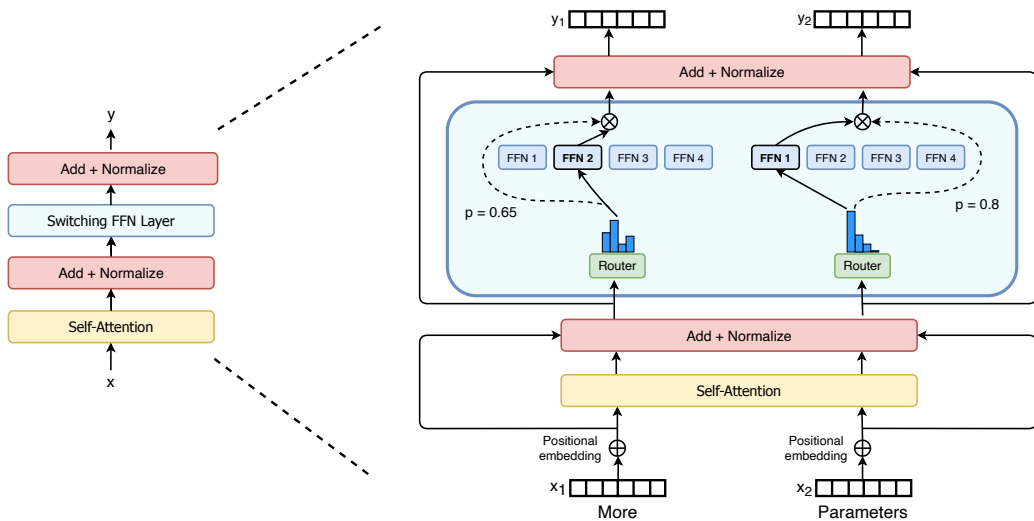 y
Add + Normalize
Switching FFN Layer
Add + Normalize
Self-Attention
x
y1 y2
Add + Normalize
FFN 1 FFN 2 FFN 3 FFN 4 FFN 1 FFN 2 FFN 3 FFN 4
p = 0.65 p = 0.8
Router Router
Add + Normalize
Self-Attention
Positional embedding Positional embedding
x1 x2
More Parameters